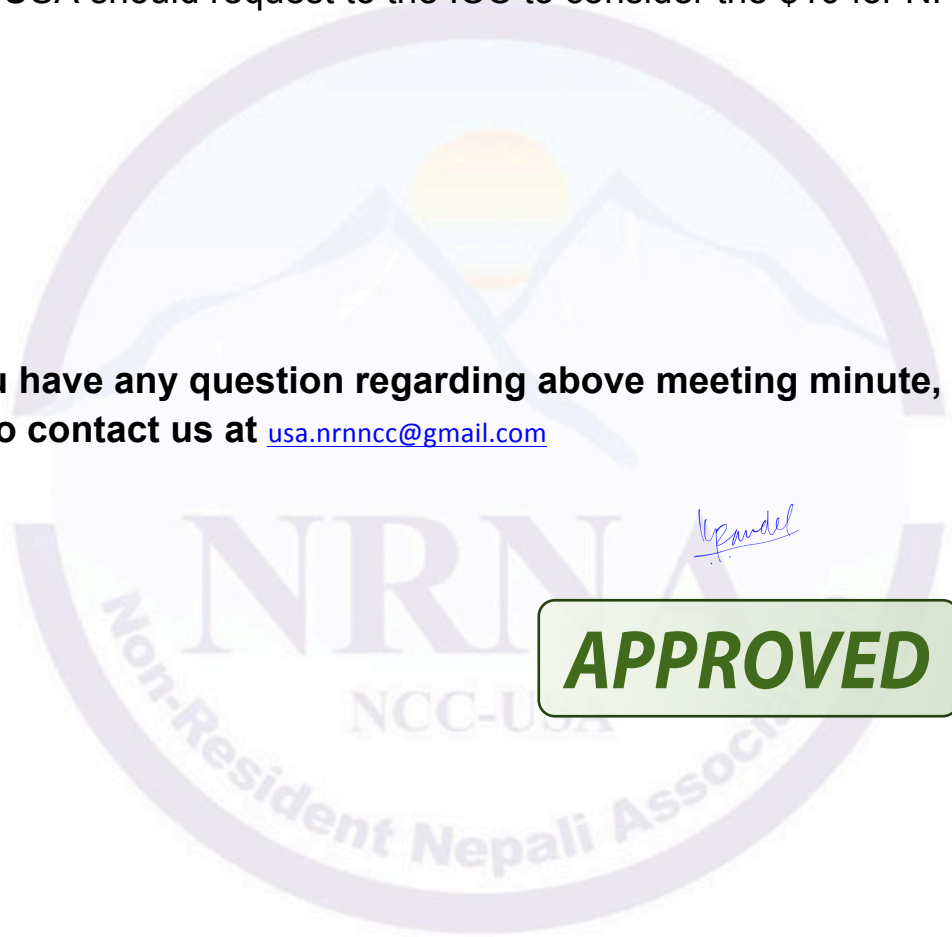 USA should request to the ICC to consider the $10 for
u have any question regarding above meeting minute,
o contact us at usa.nrnncc@gmail.com
NRNA
APPROVED
NCC-USA
Non-Resident Nepali Associ